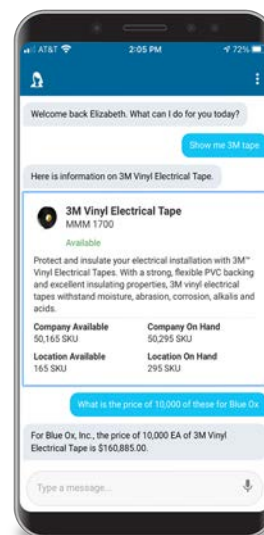 AT&T 2:05 PM 72%
Welcome back Elizabeth. What can I do for you today?
Show me 3M tape
Here is information on 3M Vinyl Electrical Tape.
3M Vinyl Electrical Tape
MMM 1700
Available
Protect and insulate your electrical installation with 3M™
Vinyl Electrical Tapes. With a strong, flexible PVC backing
and excellent insulating properties, 3M vinyl electrical
tapes withstand moisture, abrasion, corrosion, alkalis and
acids.
Company Available Company On Hand
50,165 SKU 50,295 SKU
Location Available Location On Hand
165 SKU 295 SKU
What is the price of 10,000 of these for Blue Ox
For Blue Ox, Inc., the price of 10,000 EA of 3M Vinyl
Electrical Tape is $160,885.00.
Type a message...